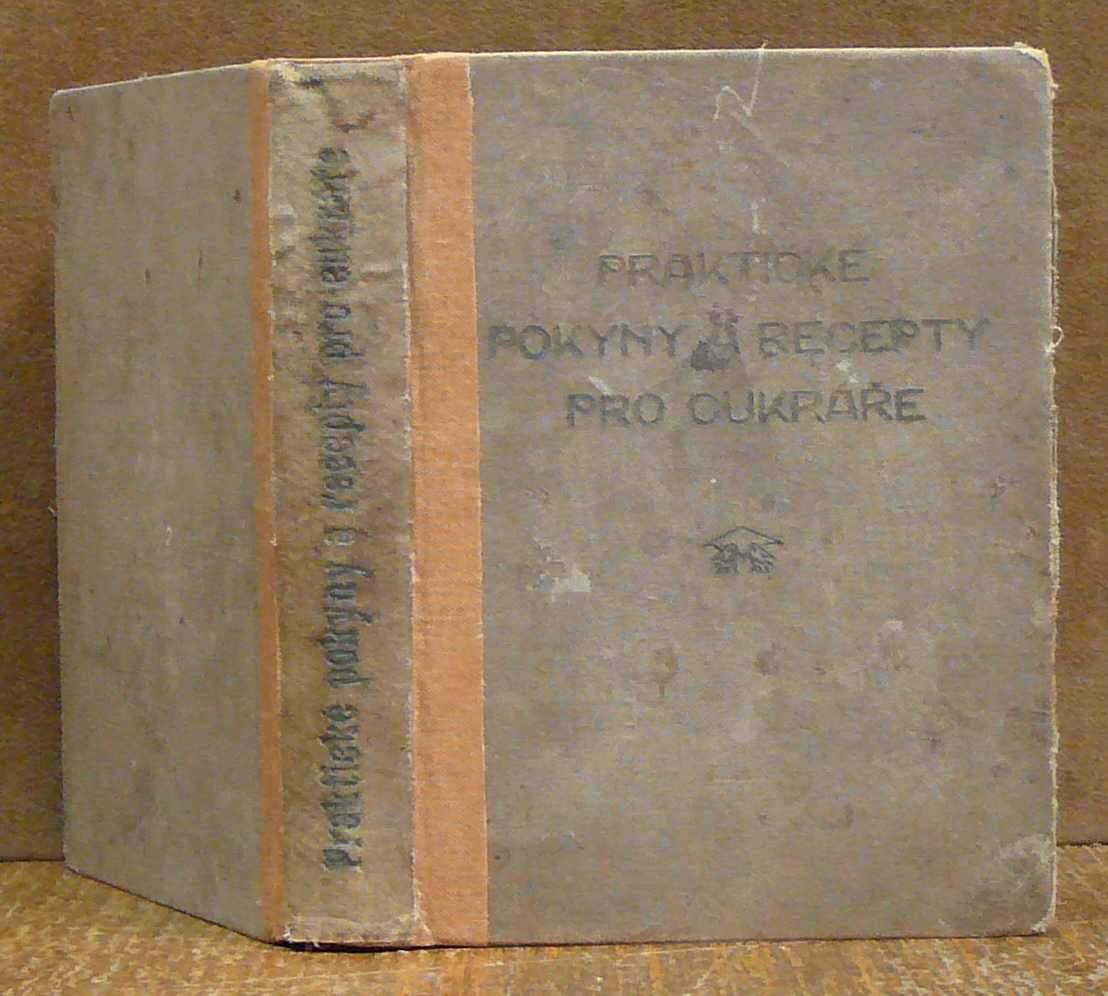 Praktické pokyny a recepty pro cukráře
PRAKTICKÉ
POKYNY A RECEPTY
PRO CUKRÁŘE